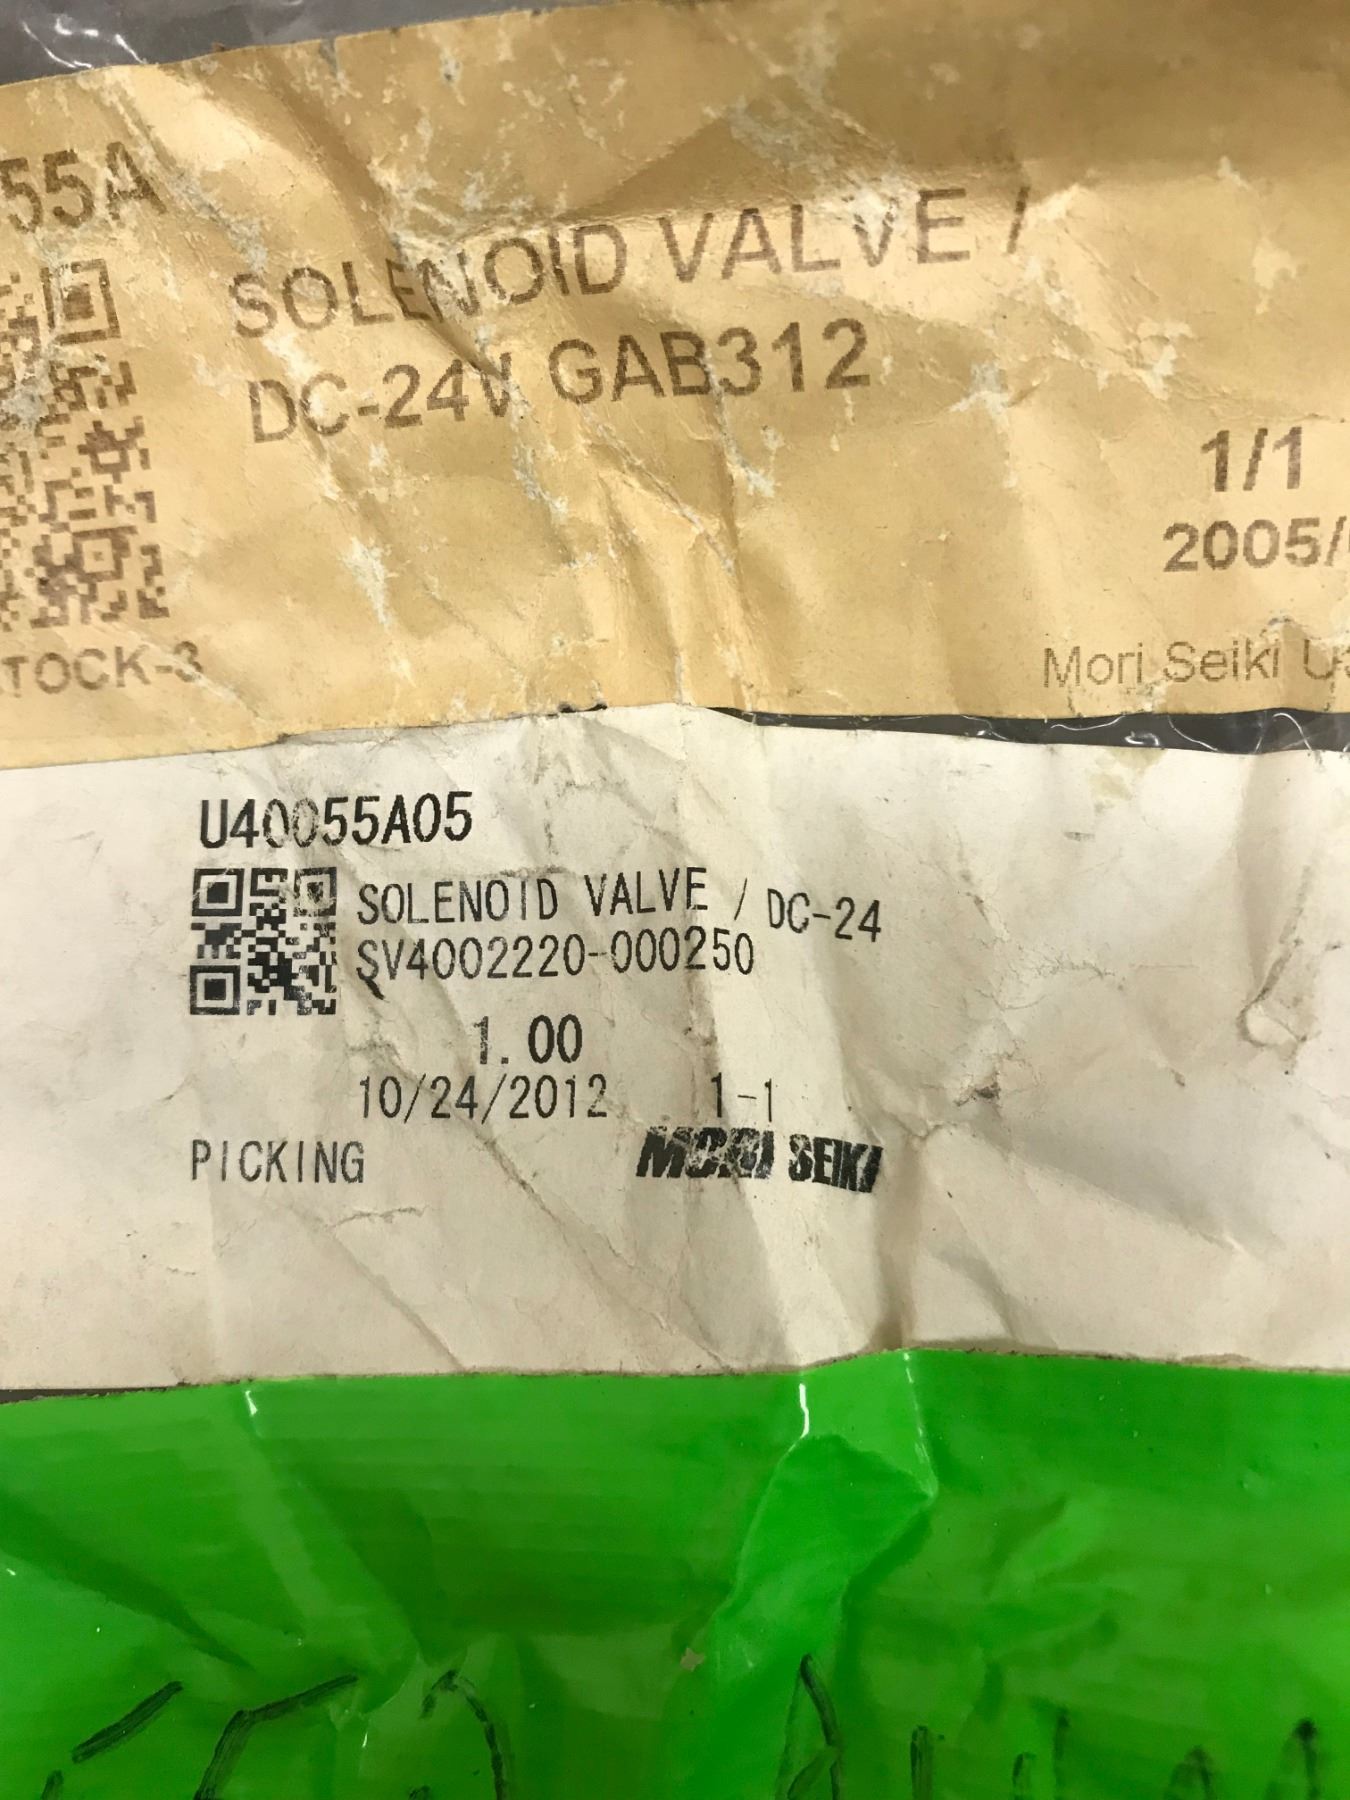 55A
SOLENOID VALVE /
DC-24V GAB312
1/1
2005/
TOCK-3
Mori Seiki
U40055A05
SOLENOID VALVE / DC-24
SV4002220-000250
1.00
10/24/2012 1-1
PICKING
MORI SEIKI